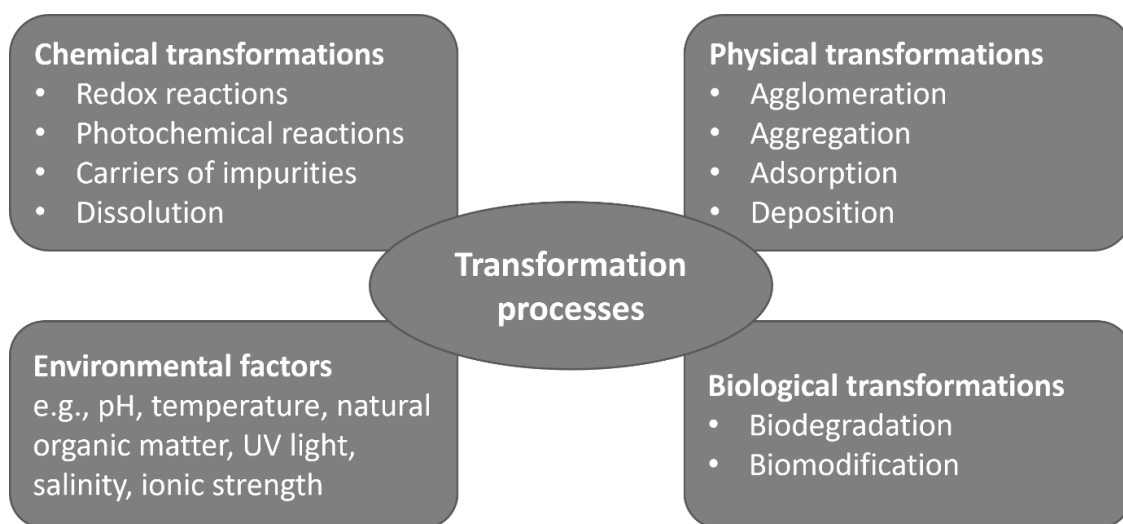 Chemical transformations
• Redox reactions
• Photochemical reactions
• Carriers of impurities
• Dissolution
Physical transformations
• Agglomeration
• Aggregation
• Adsorption
• Deposition
Transformation
processes
Environmental factors
e.g., pH, temperature, natural
organic matter, UV light,
salinity, ionic strength
Biological transformations
• Biodegradation
• Biomodification